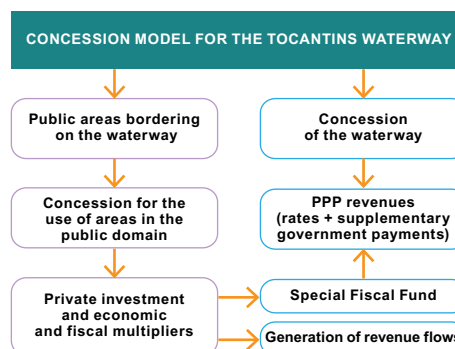 CONCESSION MODEL FOR THE TOCANTINS WATERWAY
Public areas bordering
on the waterway
Concession
of the waterway
Concession for the
use of areas in the
public domain
PPP revenues
(rates + supplementary
government payments)
Private investment
and economic
and fiscal multipliers
Special Fiscal Fund
Generation of revenue flows